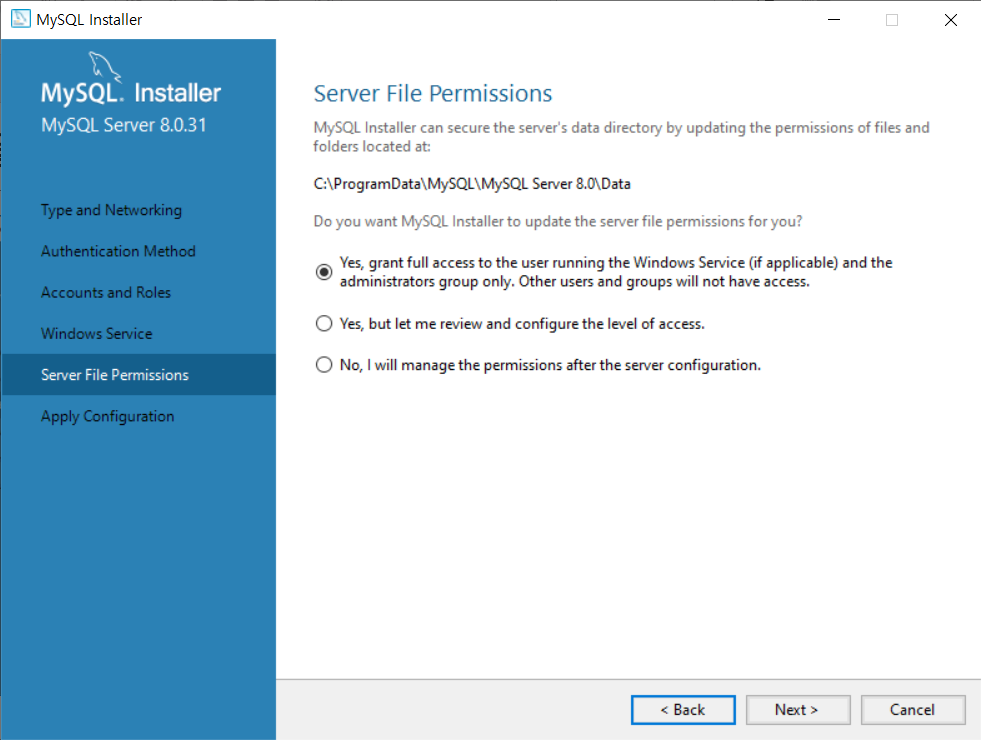 MySQL Installer
MySQL. Installer
MySQL Server 8.0.31
Type and Networking
Authentication Method
Accounts and Roles
Windows Service
Server File Permissions
Apply Configuration
Server File Permissions
MySQL Installer can secure the server's data directory by updating the permissions of files and
folders located at:
C:\ProgramData\MySQL\MySQL Server 8.0\Data
Do you want MySQL Installer to update the server file permissions for you?
Yes, grant full access to the user running the Windows Service (if applicable) and the
administrators group only. Other users and groups will not have access.
Yes, but let me review and configure the level of access.
No, I will manage the permissions after the server configuration.
< Back
Next >
Cancel